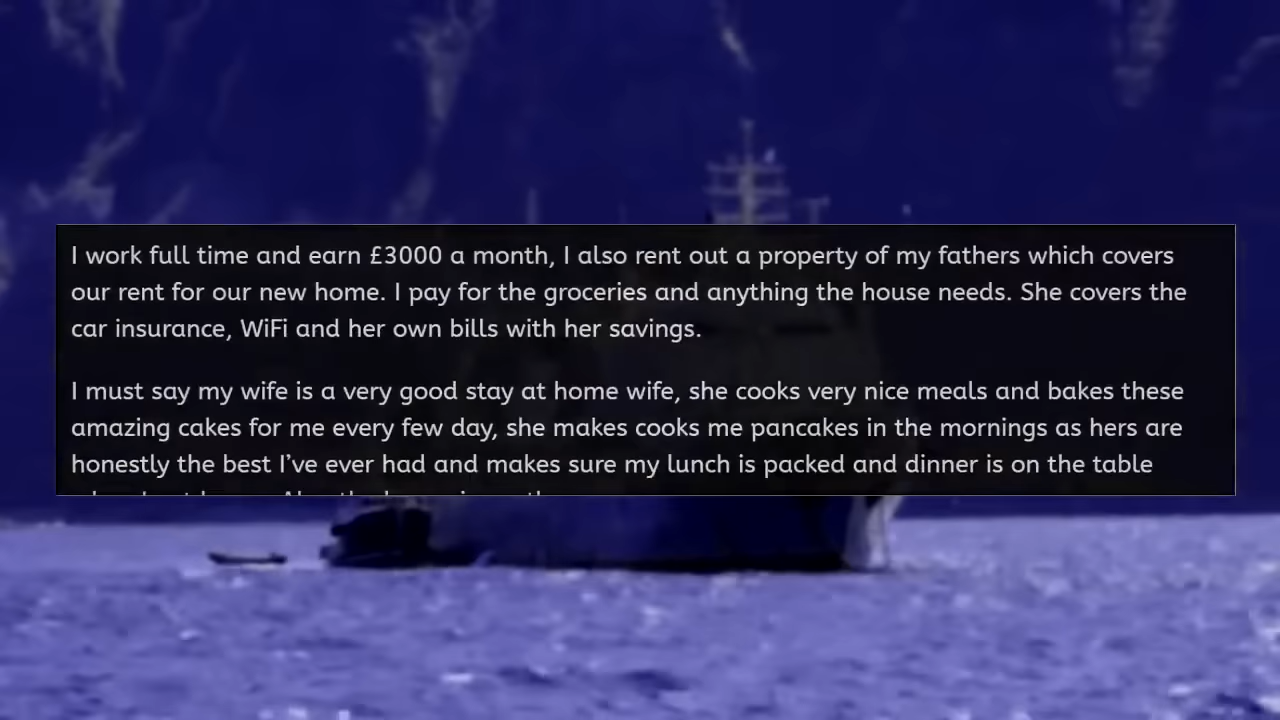 I work full time and earn £3000 a month, I also rent out a property of my fathers which covers
our rent for our new home. I pay for the groceries and anything the house needs. She covers the
car insurance, WiFi and her own bills with her savings.
I must say my wife is a very good stay at home wife, she cooks very nice meals and bakes these
amazing cakes for me every few day, she makes cooks me pancakes in the mornings as hers are
honestly the best I’ve ever had and makes sure my lunch is packed and dinner is on the table